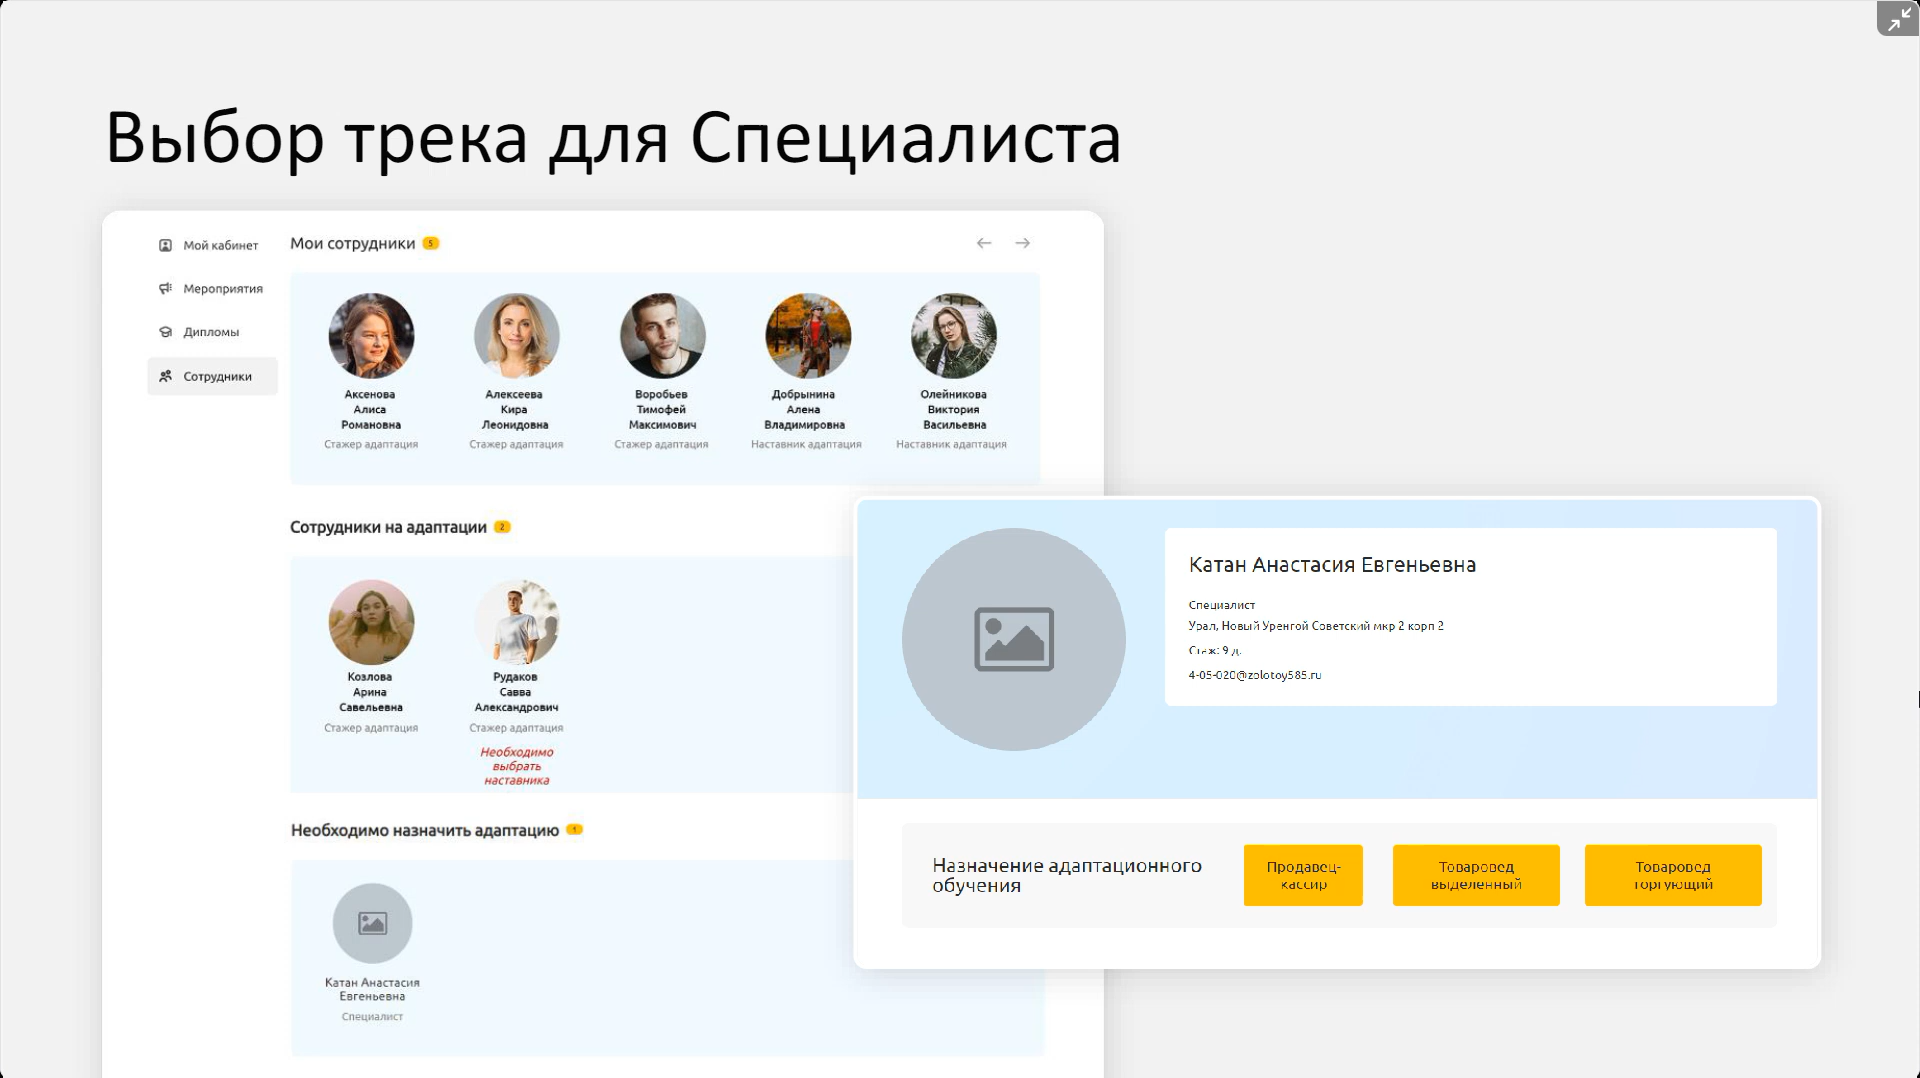 Выбор трека для Специалиста
Мой кабинет
Мероприятия
Дипломы
Сотрудники
Мои сотрудники 5
Аксенова
Алиса
Романовна
Стажер адаптация
Алексеева
Кира
Леонидовна
Стажер адаптация
Воробьев
Тимофей
Максимович
Стажер адаптация
Добрынина
Алена
Владимировна
Наставник адаптация
Олейникова
Виктория
Васильевна
Наставник адаптация
Сотрудники на адаптации 2
Козлова
Арина
Савельевна
Стажер адаптация
Рудаков
Савва
Александрович
Стажер адаптация
Необходимо
выбрать
наставника
Необходимо назначить адаптацию 1
Катан Анастасия
Евгеньевна
Специалист
Катан Анастасия Евгеньевна
Специалист
Урал, Новый Уренгой Советский мкр 2 корп 2
Стаж: 9 д.
4-05-020@zolotoy585.ru
Назначение адаптационного
обучения
Продавец-
кассир
Товаровед
выделенный
Товаровед
торгующий